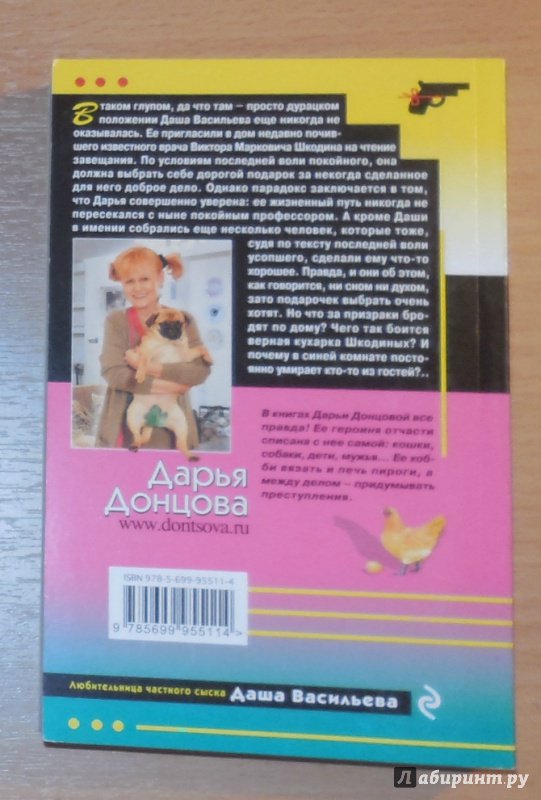 В таком глупом, да что там – просто дурацком
положении Даша Васильева еще никогда не
оказывалась. Ее пригласили в дом недавно почив-
шего известного врача Виктора Марковича Шкодина на чтение
завещания. По условиям последней воли покойного, она
должна выбрать себе дорогой подарок за некогда сделанное
для него доброе дело. Однако парадокс заключается в том,
что Дарья совершенно уверена: ее жизненный путь никогда не
пересекался с ныне покойным профессором. А кроме Даши
в имении собрались еще несколько человек, которые тоже,
судя по тексту последней воли
усопшего, сделали ему что-то
хорошее. Правда, и они об этом,
как говорится, ни сном ни духом,
зато подарочек выбрать очень
хотят. Но что за призраки бро-
дят по дому? Чего так боится
верная кухарка Шкодиных? И
почему в синей комнате посто-
янно умирает кто-то из гостей?..
В книгах Дарьи Донцовой все
правда! Ее героиня отчасти
списана с нее самой: кошки,
собаки, дети, мужья... Ее хоб-
би вязать и печь пироги, а
между делом – придумывать
преступления.
Дарья
Донцова
www.dontsova.ru
ISBN 978-5-699-95511-4
9 785699 955114 >
Любительница частного сыска Даша Васильева
Лабиринт.ру